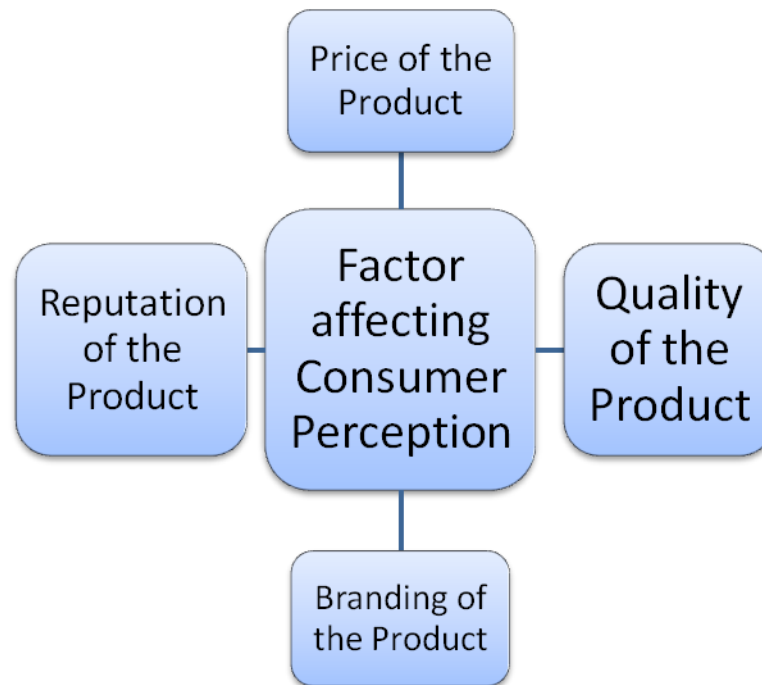 Price of the
Product
Reputation
of the
Product
Factor
affecting
Consumer
Perception
Quality
of the
Product
Branding of
the Product